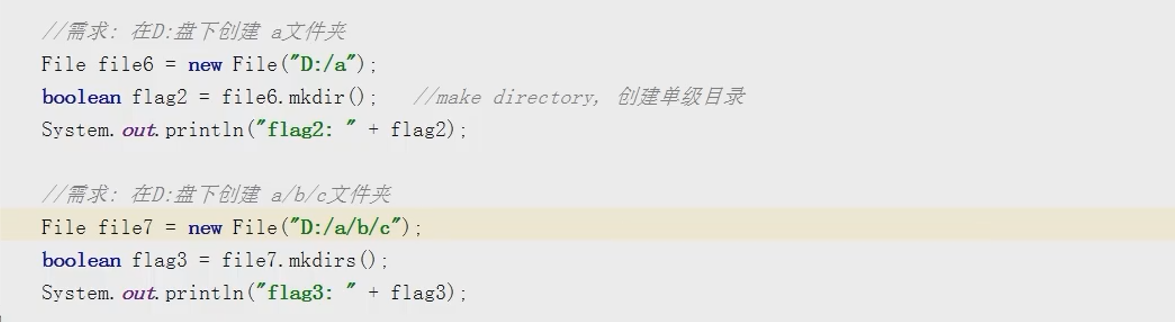 //需求: 在D:盘下创建 a文件夹
File file6 = new File("D:/a");
boolean flag2 = file6.mkdir();   //make directory, 创建单级目录
System.out.println("flag2: " + flag2);
//需求: 在D:盘下创建 a/b/c文件夹
File file7 = new File("D:/a/b/c");
boolean flag3 = file7.mkdirs();
System.out.println("flag3: " + flag3);